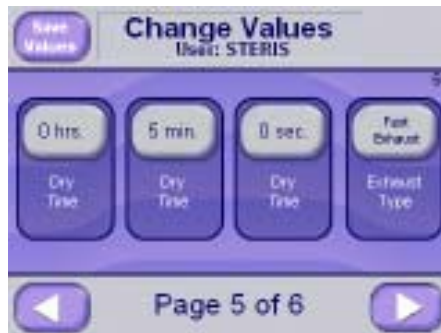 Save
Values
Change Values
User: STERIS
0 hrs.
Dry
Time
5 min.
Dry
Time
0 sec.
Dry
Time
Fast
Exhaust
Exhaust
Type
Page 5 of 6